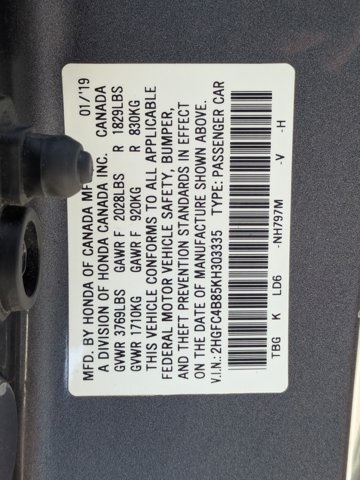 MFD. BY HONDA OF CANADA MFG. 01/'19
A DIVISION OF HONDA CANADA INC. CANADA
GVWR 3769LBS GAWR F 2028LBS R 1829LBS
GVWR 1710KG GAWR F 920KG R 830KG
THIS VEHICLE CONFORMS TO ALL APPLICABLE
FEDERAL MOTOR VEHICLE SAFETY, BUMPER,
AND THEFT PREVENTION STANDARDS IN EFFECT
ON THE DATE OF MANUFACTURE SHOWN ABOVE.
V.I.N.: 2HGFC4B85KH303335 TYPE: PASSENGER CAR
TBG K LD6 -NH797M -V -H